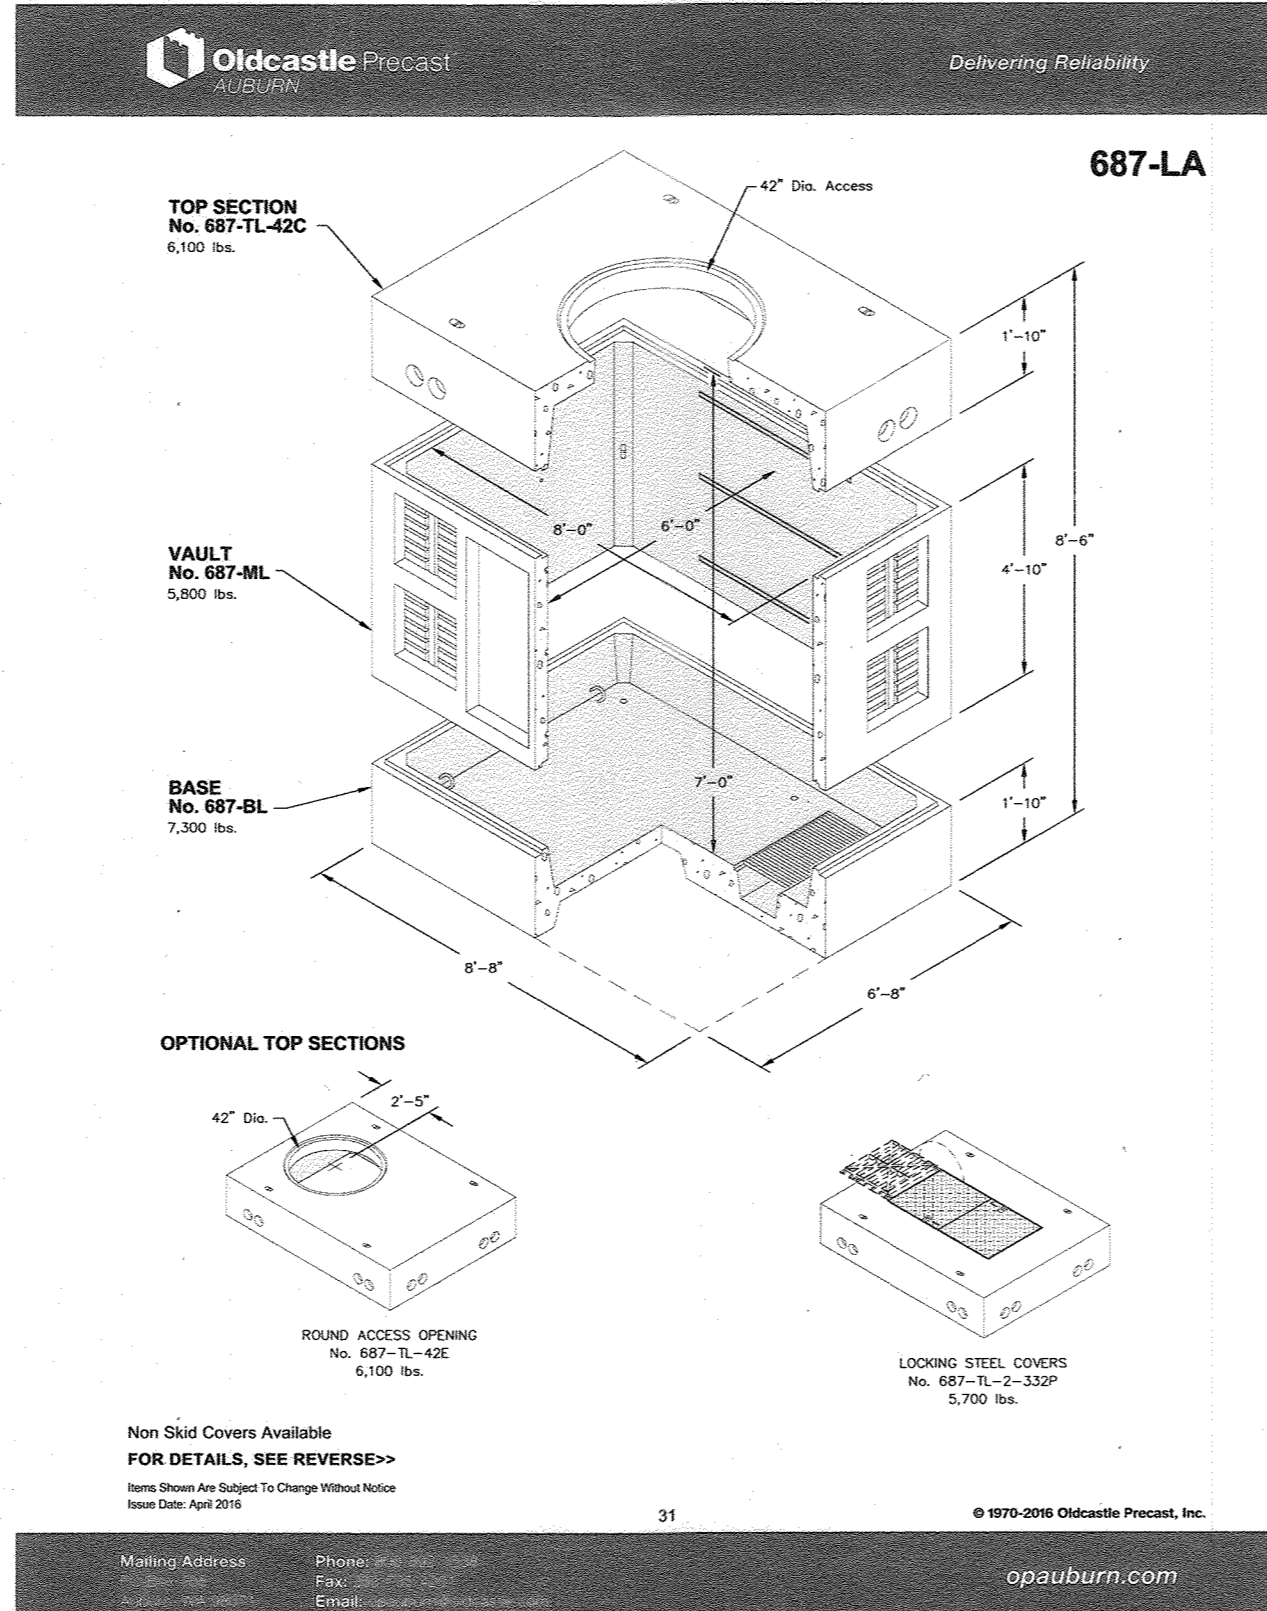 Oldcastle Precast
AUBURN
Delivering Reliability
687-LA
TOP SECTION
No. 687-TL-42C
6,100 lbs.
42" Dia. Access
1'-10"
8'-0"
6'-0"
8'-6"
4'-10"
VAULT
No. 687-ML
5,800 lbs.
7'-0"
BASE
No. 687-BL
7,300 lbs.
1'-10"
8'-8"
6'-8"
OPTIONAL TOP SECTIONS
2'-5"
42" Dia.
ROUND ACCESS OPENING
No. 687-TL-42E
6,100 lbs.
LOCKING STEEL COVERS
No. 687-TL-2-332P
5,700 lbs.
Non Skid Covers Available
FOR DETAILS, SEE REVERSE>>
Items Shown Are Subject To Change Without Notice
Issue Date: April 2016
31
© 1970-2016 Oldcastle Precast, Inc.
Mailing Address
Phone:
Fax:
Email:
opauburn.com